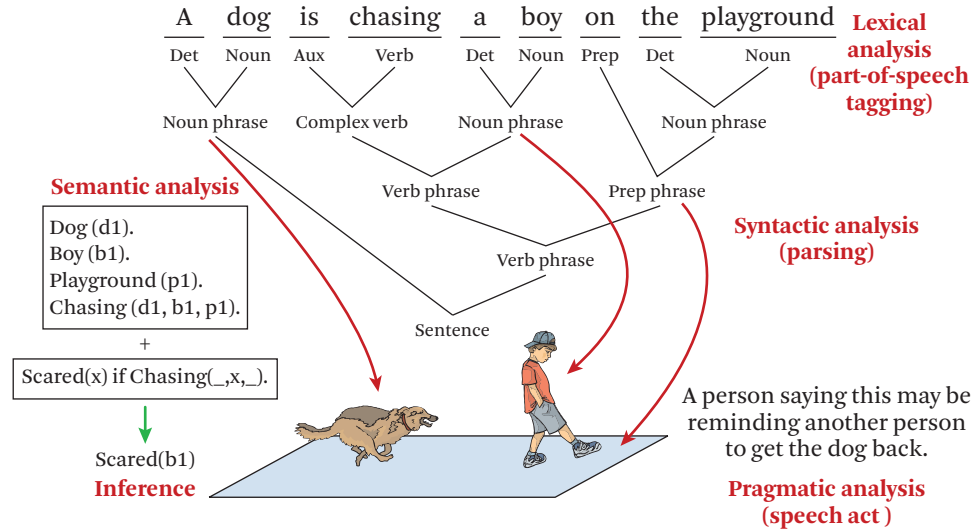 A dog is chasing a boy on the playground
Lexical
analysis
(part-of-speech
tagging)
Det Noun Aux Verb Det Noun Prep Det Noun
Noun phrase Complex verb Noun phrase Noun phrase
Semantic analysis
Verb phrase Prep phrase
Dog (d1).
Boy (b1).
Playground (p1).
Chasing (d1, b1, p1).
Syntactic analysis
(parsing)
Verb phrase
Sentence
+
Scared(x) if Chasing(_,x,_).
Scared(b1)
Inference
A person saying this may be
reminding another person
to get the dog back.
Pragmatic analysis
(speech act )